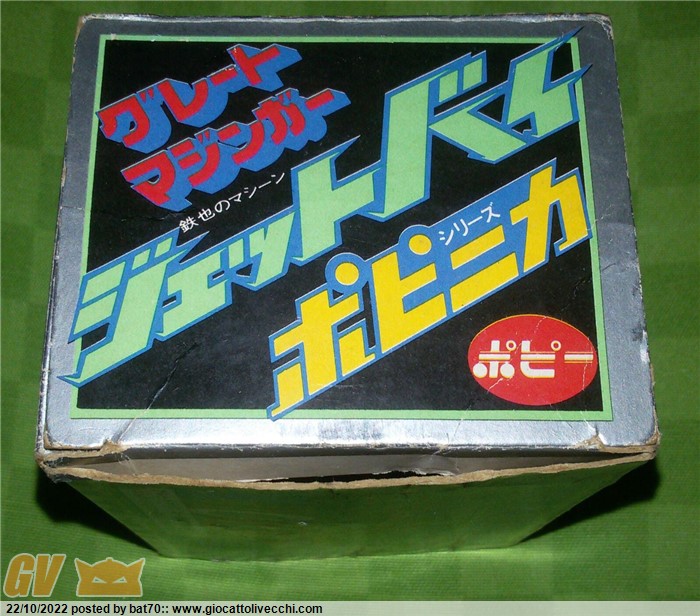 グレート
マジンガー
鉄也のマシーン
ジェットバイ
シリーズ
ポピニカ
ポピー
GV
22/10/2022 posted by bat70:: www.giocattolivecchi.com